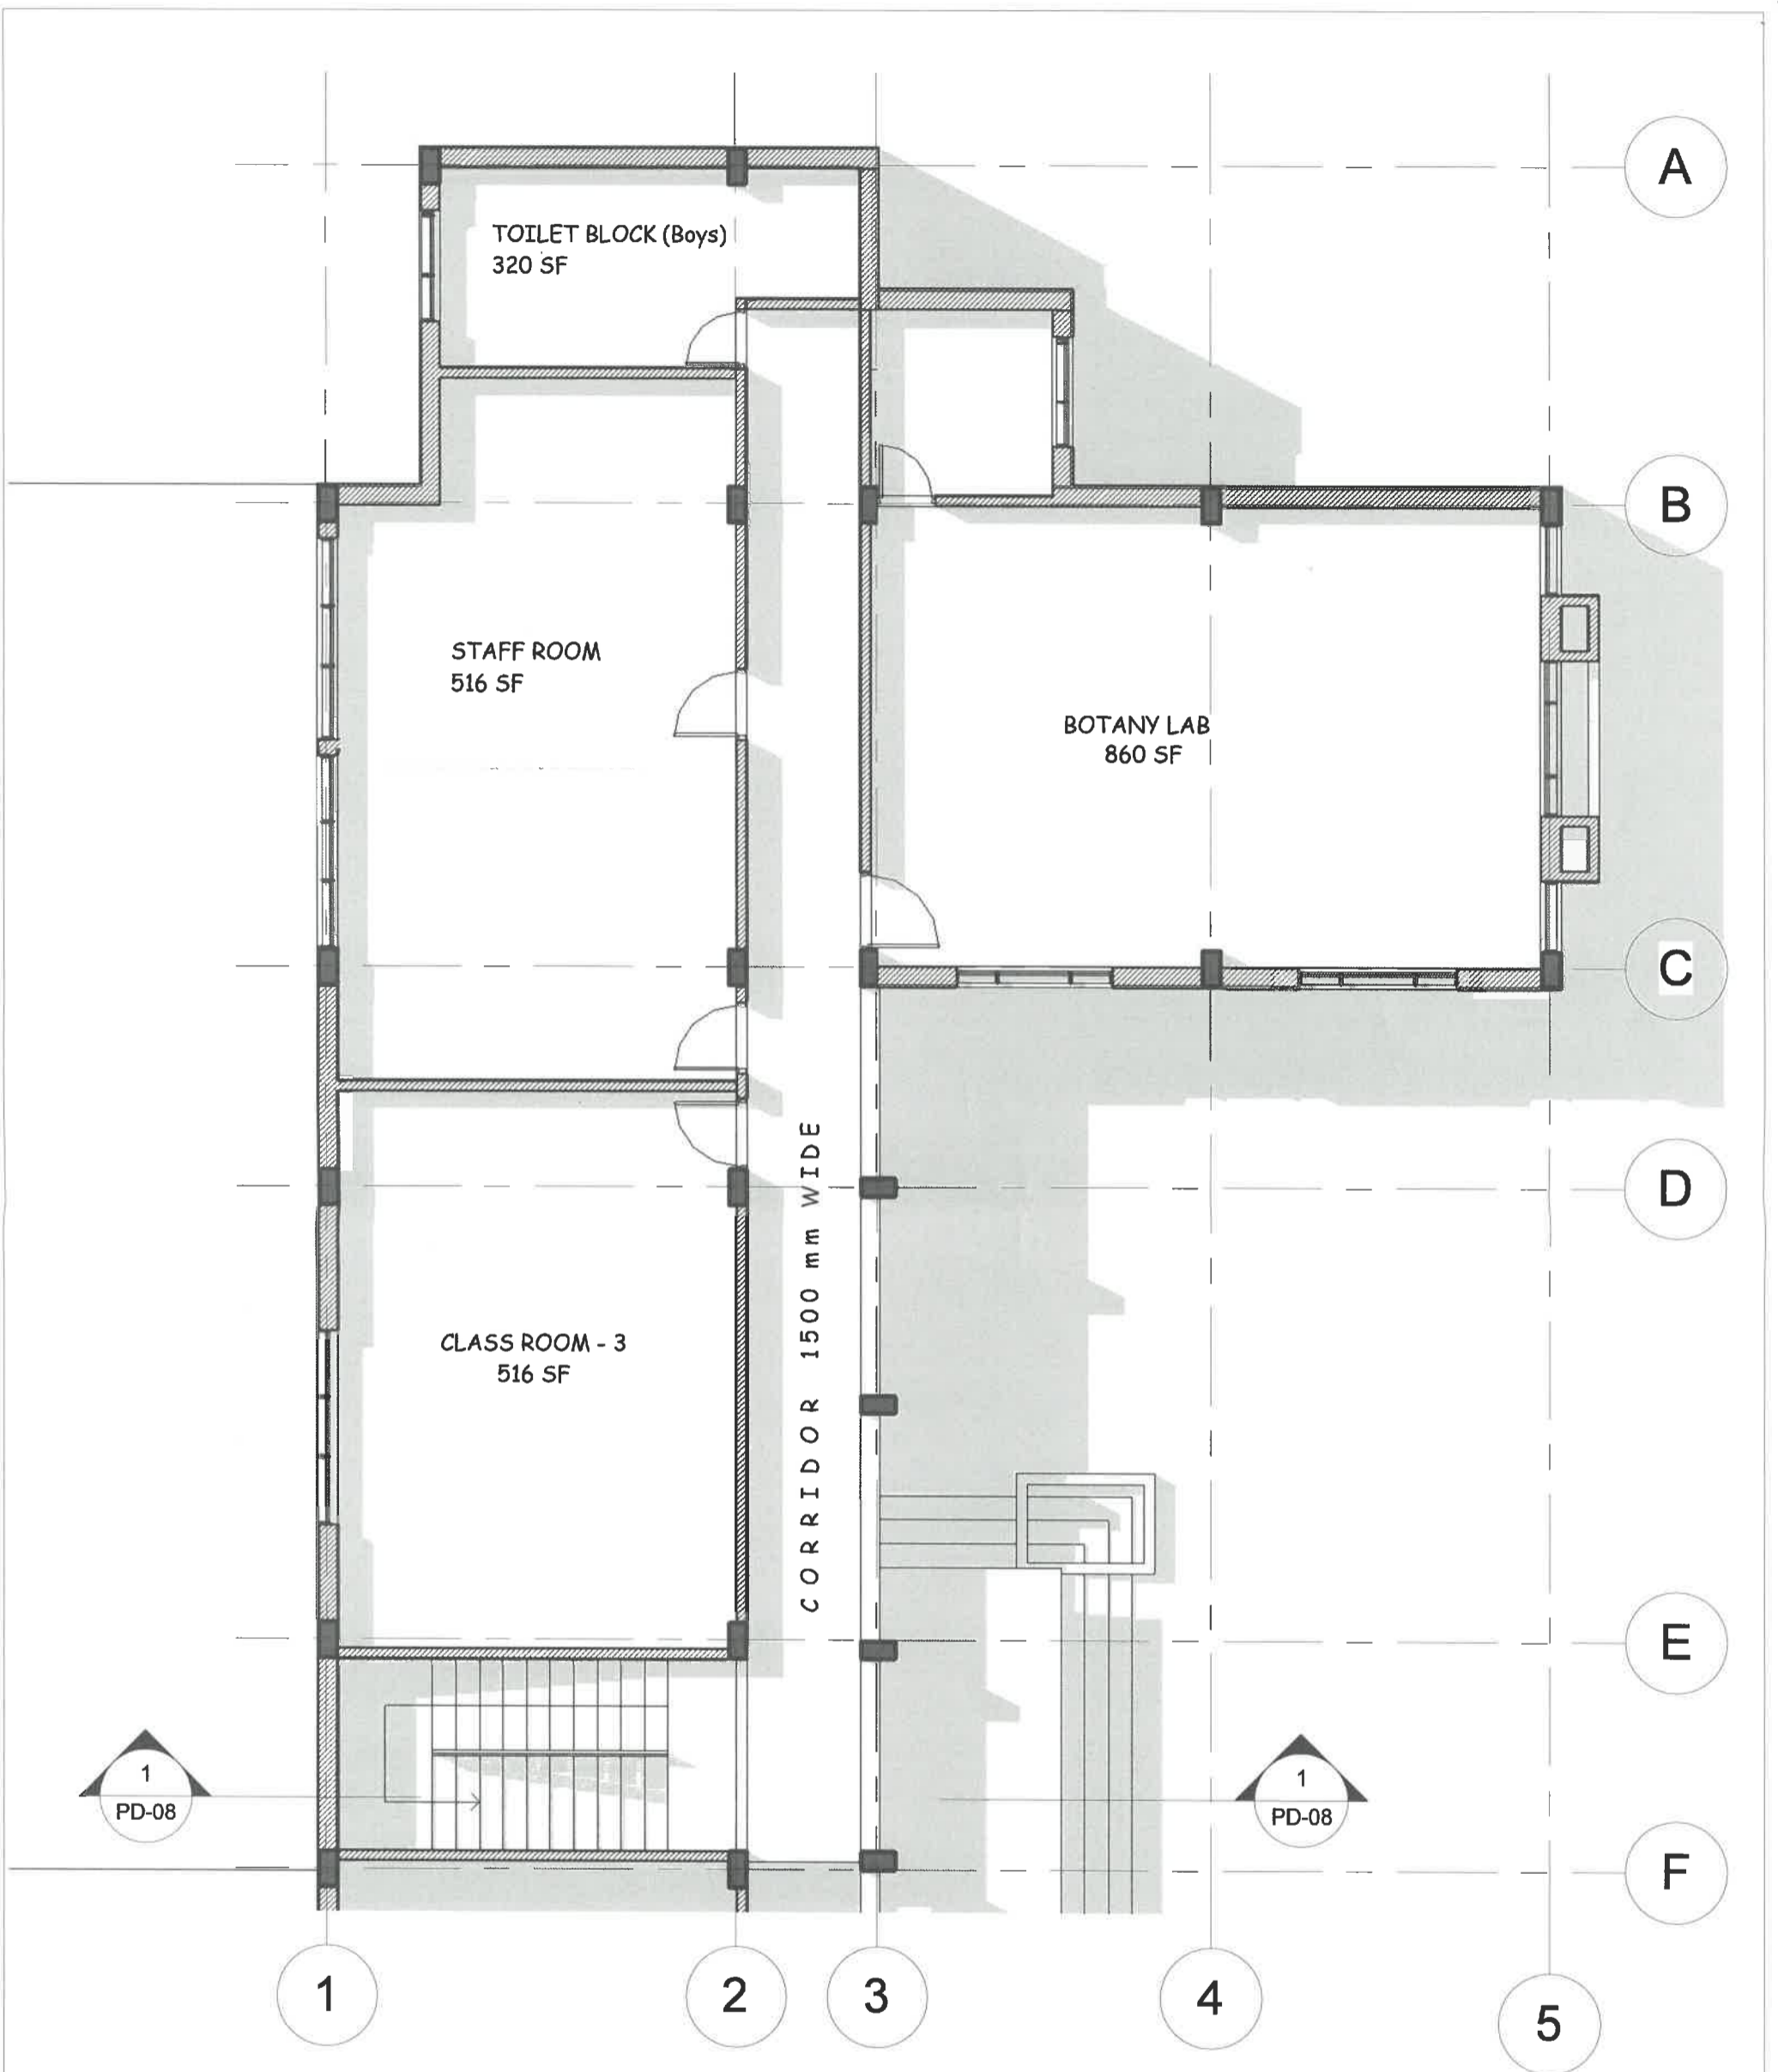 A
TOILET BLOCK (Boys)
320 SF
B
STAFF ROOM
516 SF
BOTANY LAB
860 SF
C
D
CORRIDOR 1500 mm WIDE
CLASS ROOM - 3
516 SF
E
1
PD-08
1
PD-08
F
1
2
3
4
5